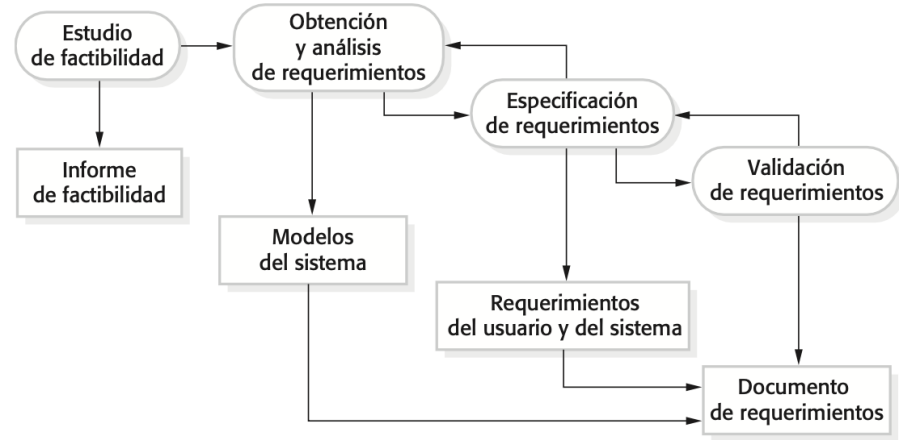 Estudio
de factibilidad
Obtención
y análisis
de requerimientos
Especificación
de requerimientos
Validación
de requerimientos
Informe
de factibilidad
Modelos
del sistema
Requerimientos
del usuario y del sistema
Documento
de requerimientos